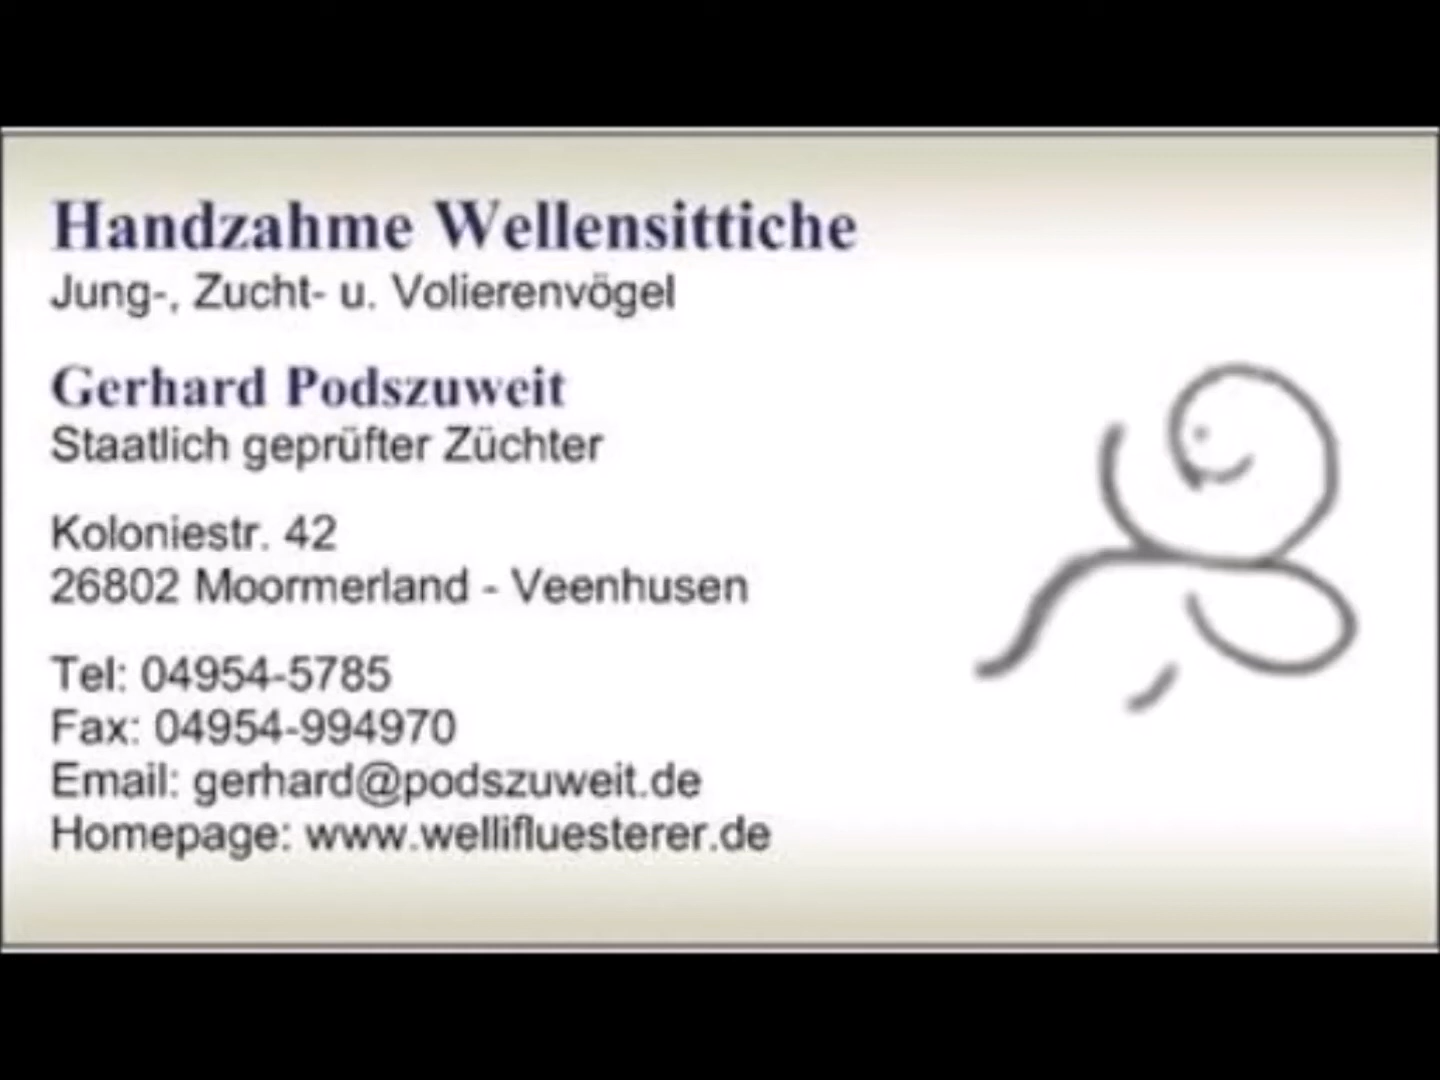 Handzahme Wellensittiche
Jung-, Zucht- u. Volierenvögel
Gerhard Podszuweit
Staatlich geprüfter Züchter
Koloniestr. 42
26802 Moormerland - Veenhusen
Tel: 04954-5785
Fax: 04954-994970
Email: gerhard@podszuweit.de
Homepage: www.wellifluesterer.de